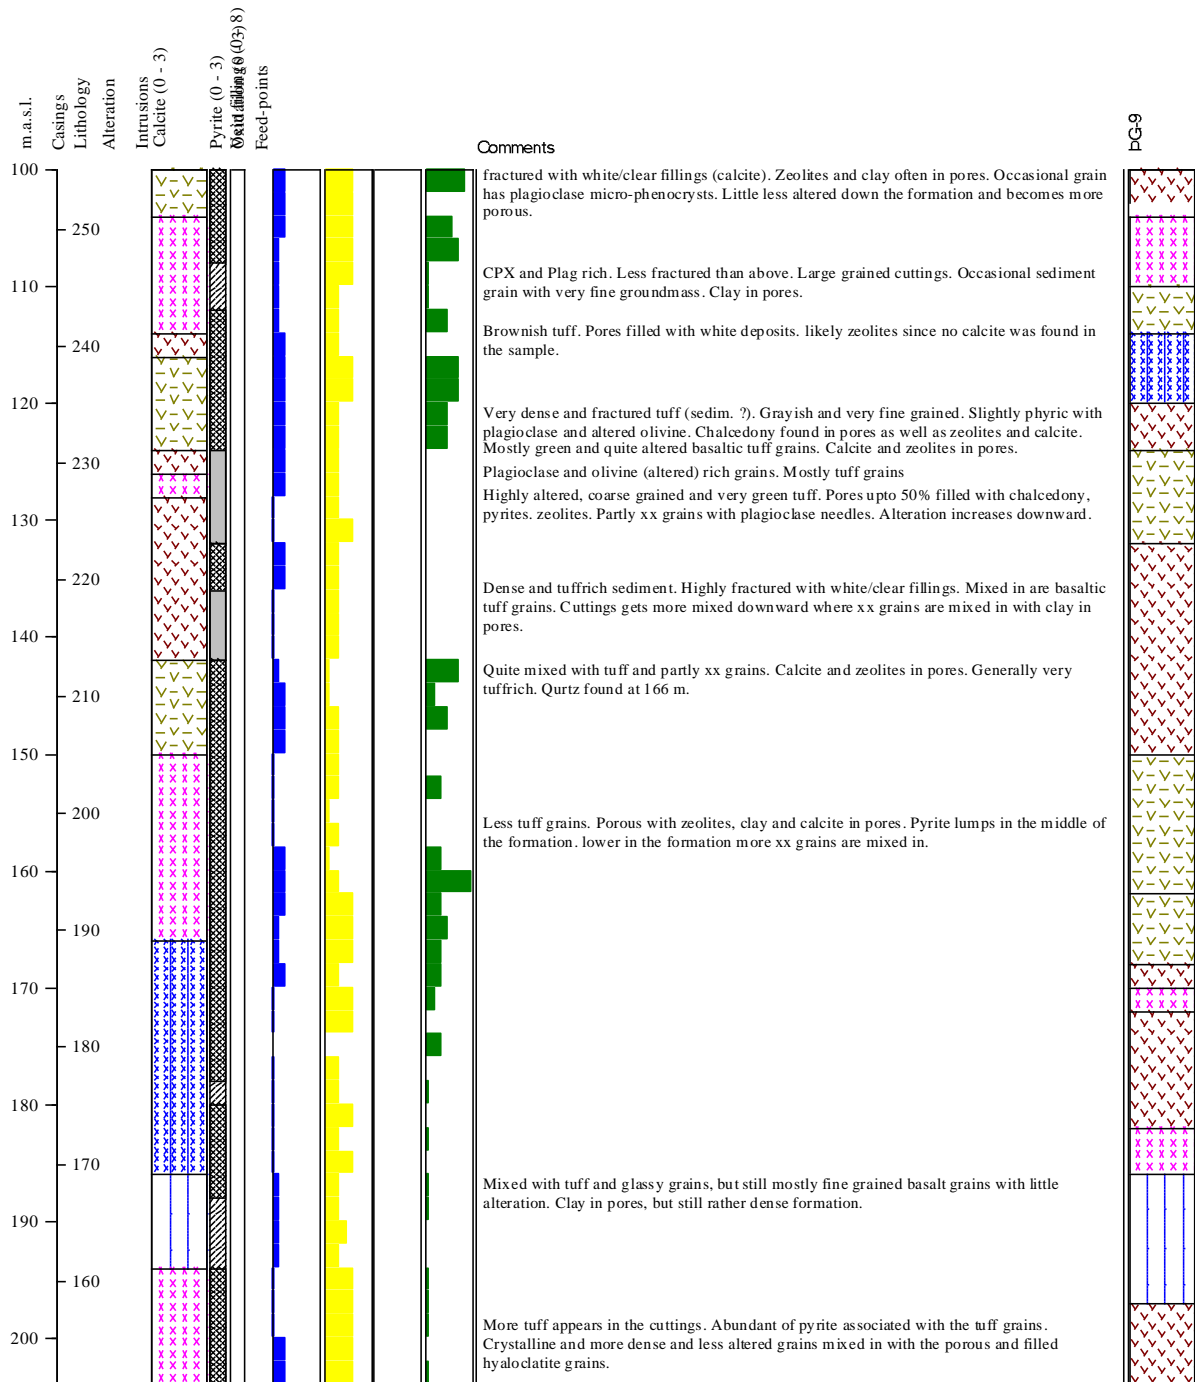 m.a.s.l.
Casings
Lithology
Alteration
Intrusions
Calcite (0 - 3)
Pyrite (0 - 3)
Feed-points
Comments
ÞG-9
100
fractured with white/clear fillings (calcite). Zeolites and clay often in pores. Occasional grain
has plagioclase micro-phenocrysts. Little less altered down the formation and becomes more
porous.
250
CPX and Plag rich. Less fractured than above. Large grained cuttings. Occasional sediment
110
grain with very fine groundmass. Clay in pores.
Brownish tuff. Pores filled with white deposits. likely zeolites since no calcite was found in
240
the sample.
120
Very dense and fractured tuff (sedim. ?). Grayish and very fine grained. Slightly phyric with
plagioclase and altered olivine. Chalcedony found in pores as well as zeolites and calcite.
Mostly green and quite altered basaltic tuff grains. Calcite and zeolites in pores.
230
Plagioclase and olivine (altered) rich grains. Mostly tuff grains
Highly altered, coarse grained and very green tuff. Pores upto 50% filled with chalcedony,
130
pyrites. zeolites. Partly xx grains with plagioclase needles. Alteration increases downward.
220
Dense and tuffrich sediment. Highly fractured with white/clear fillings. Mixed in are basaltic
tuff grains. Cuttings gets more mixed downward where xx grains are mixed in with clay in
pores.
140
Quite mixed with tuff and partly xx grains. Calcite and zeolites in pores. Generally very
tuffrich. Qurtz found at 166 m.
210
150
200
Less tuff grains. Porous with zeolites, clay and calcite in pores. Pyrite lumps in the middle of
the formation. lower in the formation more xx grains are mixed in.
160
190
170
180
180
170
Mixed with tuff and glassy grains, but still mostly fine grained basalt grains with little
alteration. Clay in pores, but still rather dense formation.
190
160
More tuff appears in the cuttings. Abundant of pyrite associated with the tuff grains.
200
Crystalline and more dense and less altered grains mixed in with the porous and filled
hyaloclatite grains.